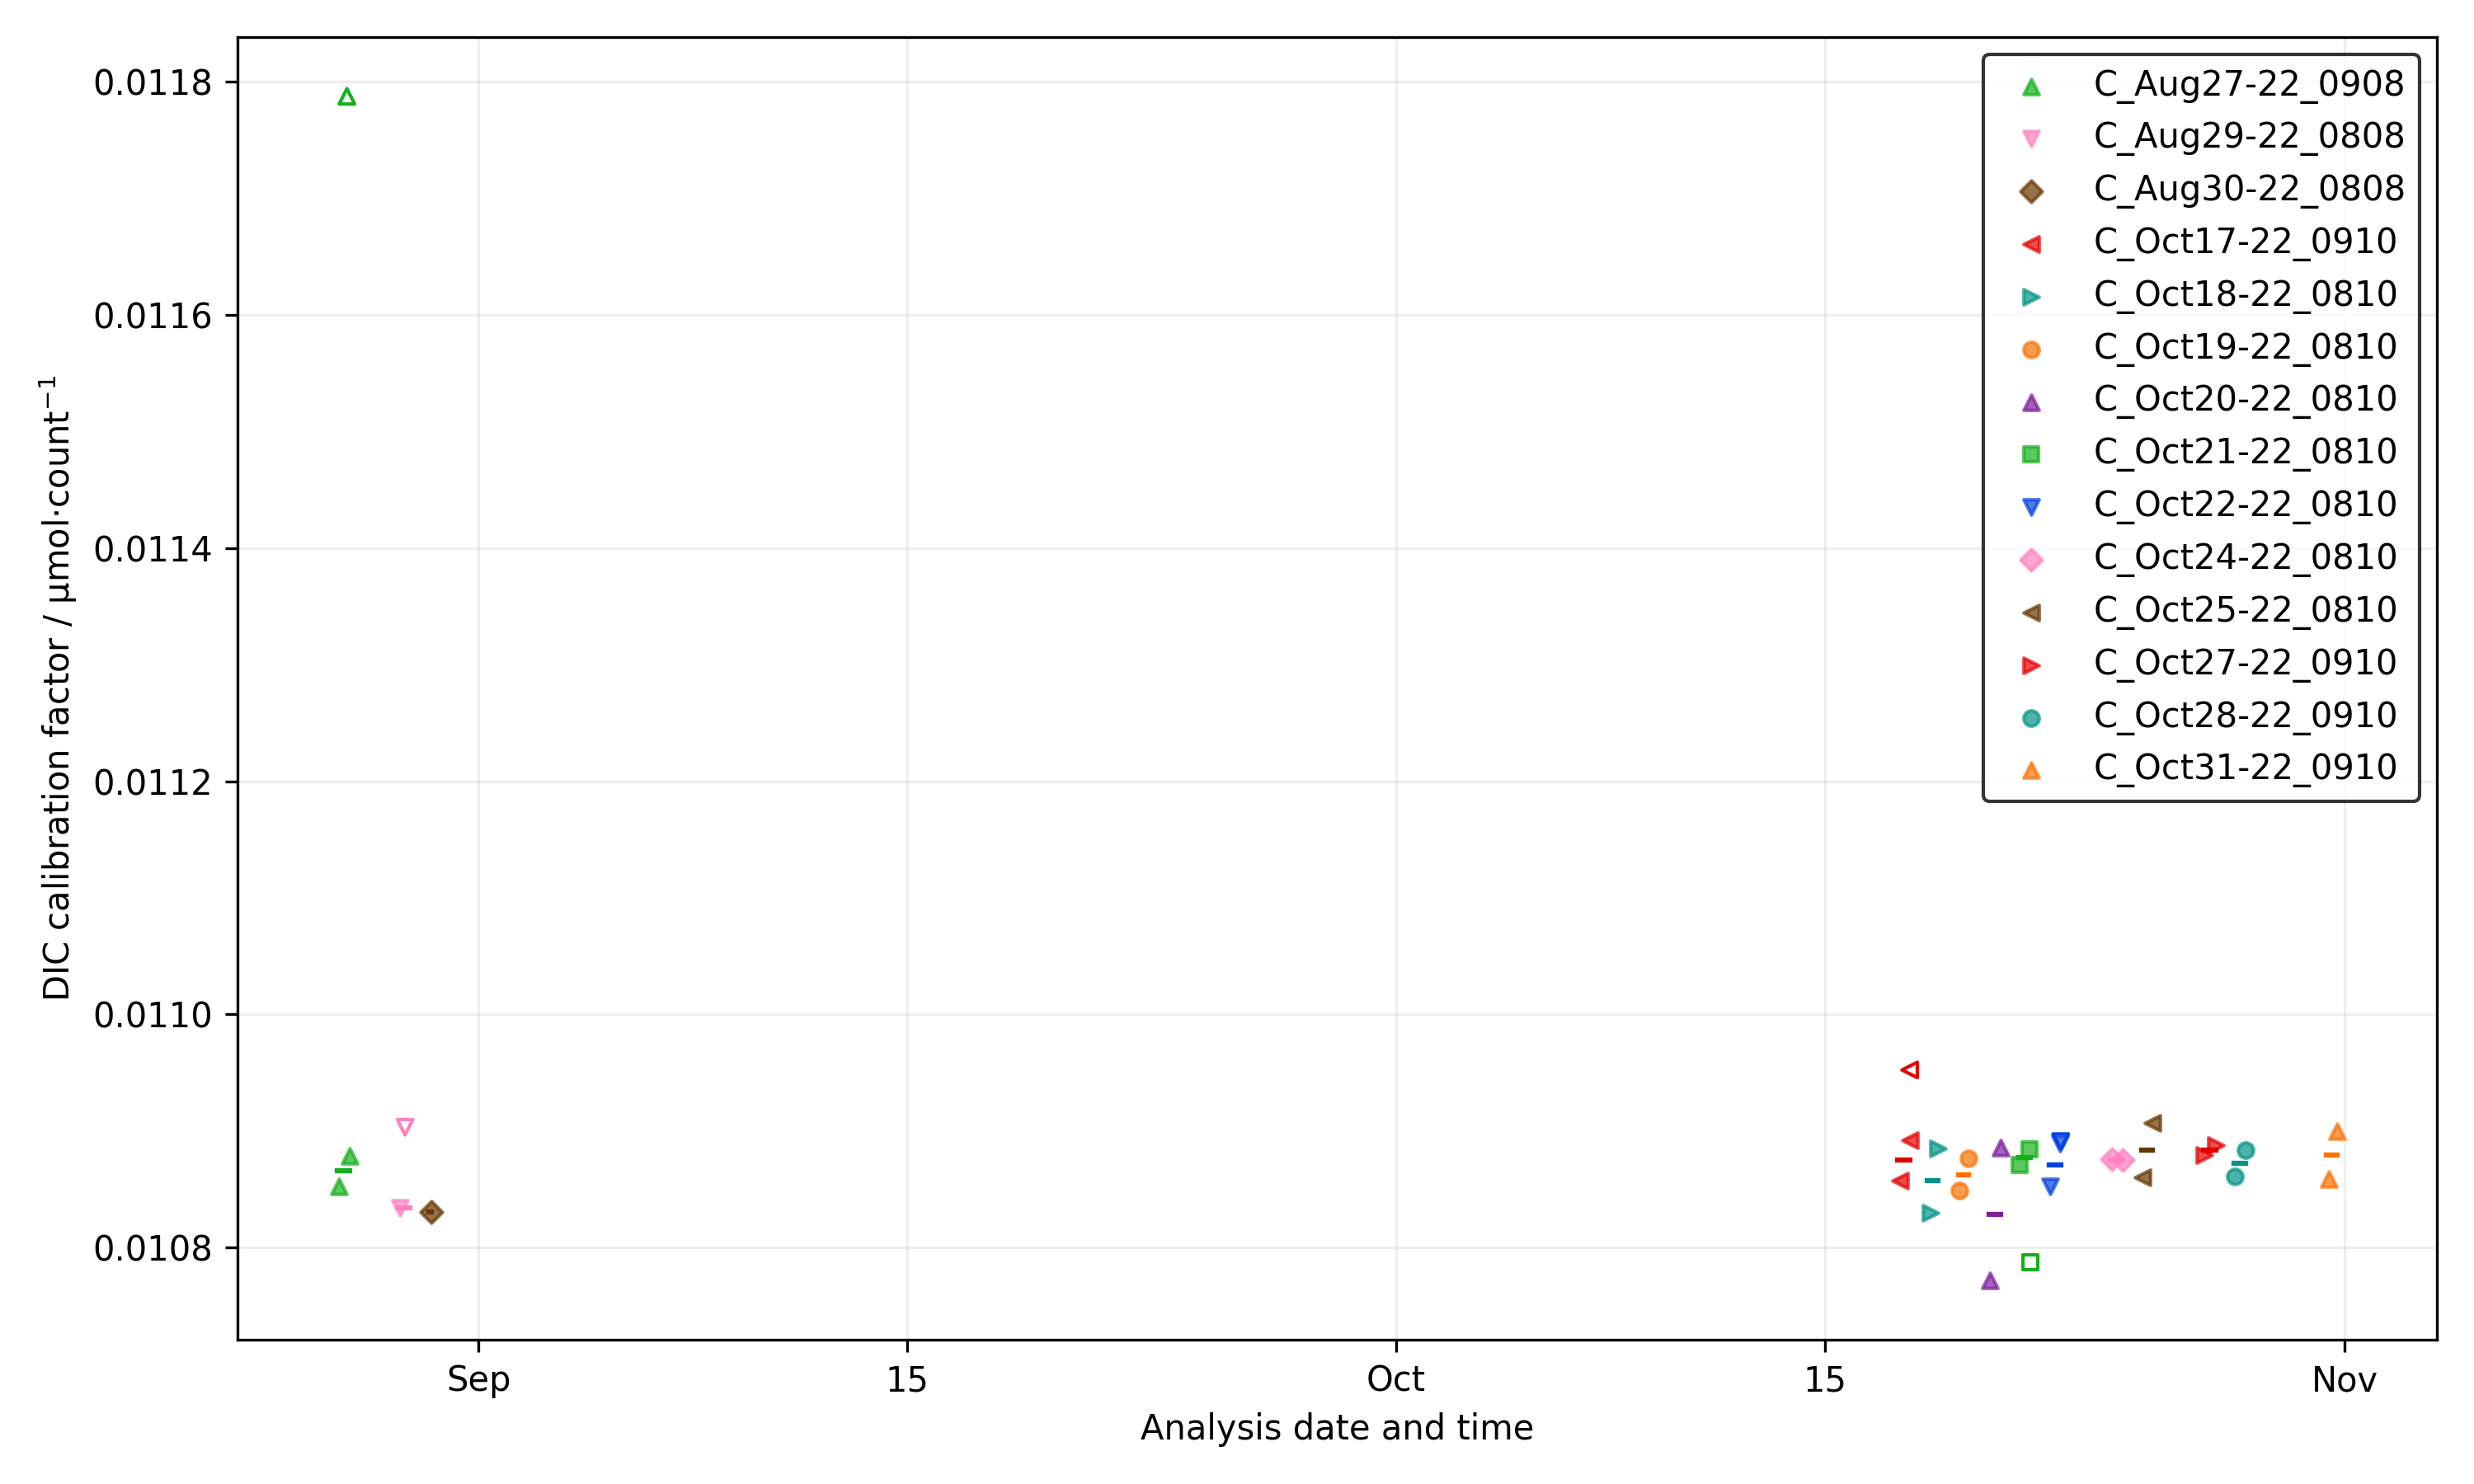 0.0118
0.0116
0.0114
0.0112
0.0110
0.0108
DIC calibration factor / µmol·count⁻¹
Sep
15
Oct
15
Nov
Analysis date and time
C_Aug27-22_0908
C_Aug29-22_0808
C_Aug30-22_0808
C_Oct17-22_0910
C_Oct18-22_0810
C_Oct19-22_0810
C_Oct20-22_0810
C_Oct21-22_0810
C_Oct22-22_0810
C_Oct24-22_0810
C_Oct25-22_0810
C_Oct27-22_0910
C_Oct28-22_0910
C_Oct31-22_0910